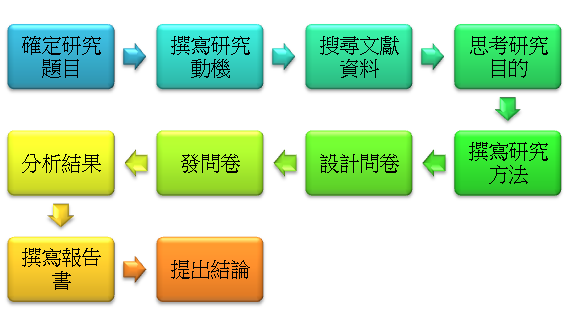 確定研究
題目
撰寫研究
動機
搜尋文獻
資料
思考研究
目的
撰寫研究
方法
設計問卷
發問卷
分析結果
撰寫報告
書
提出結論